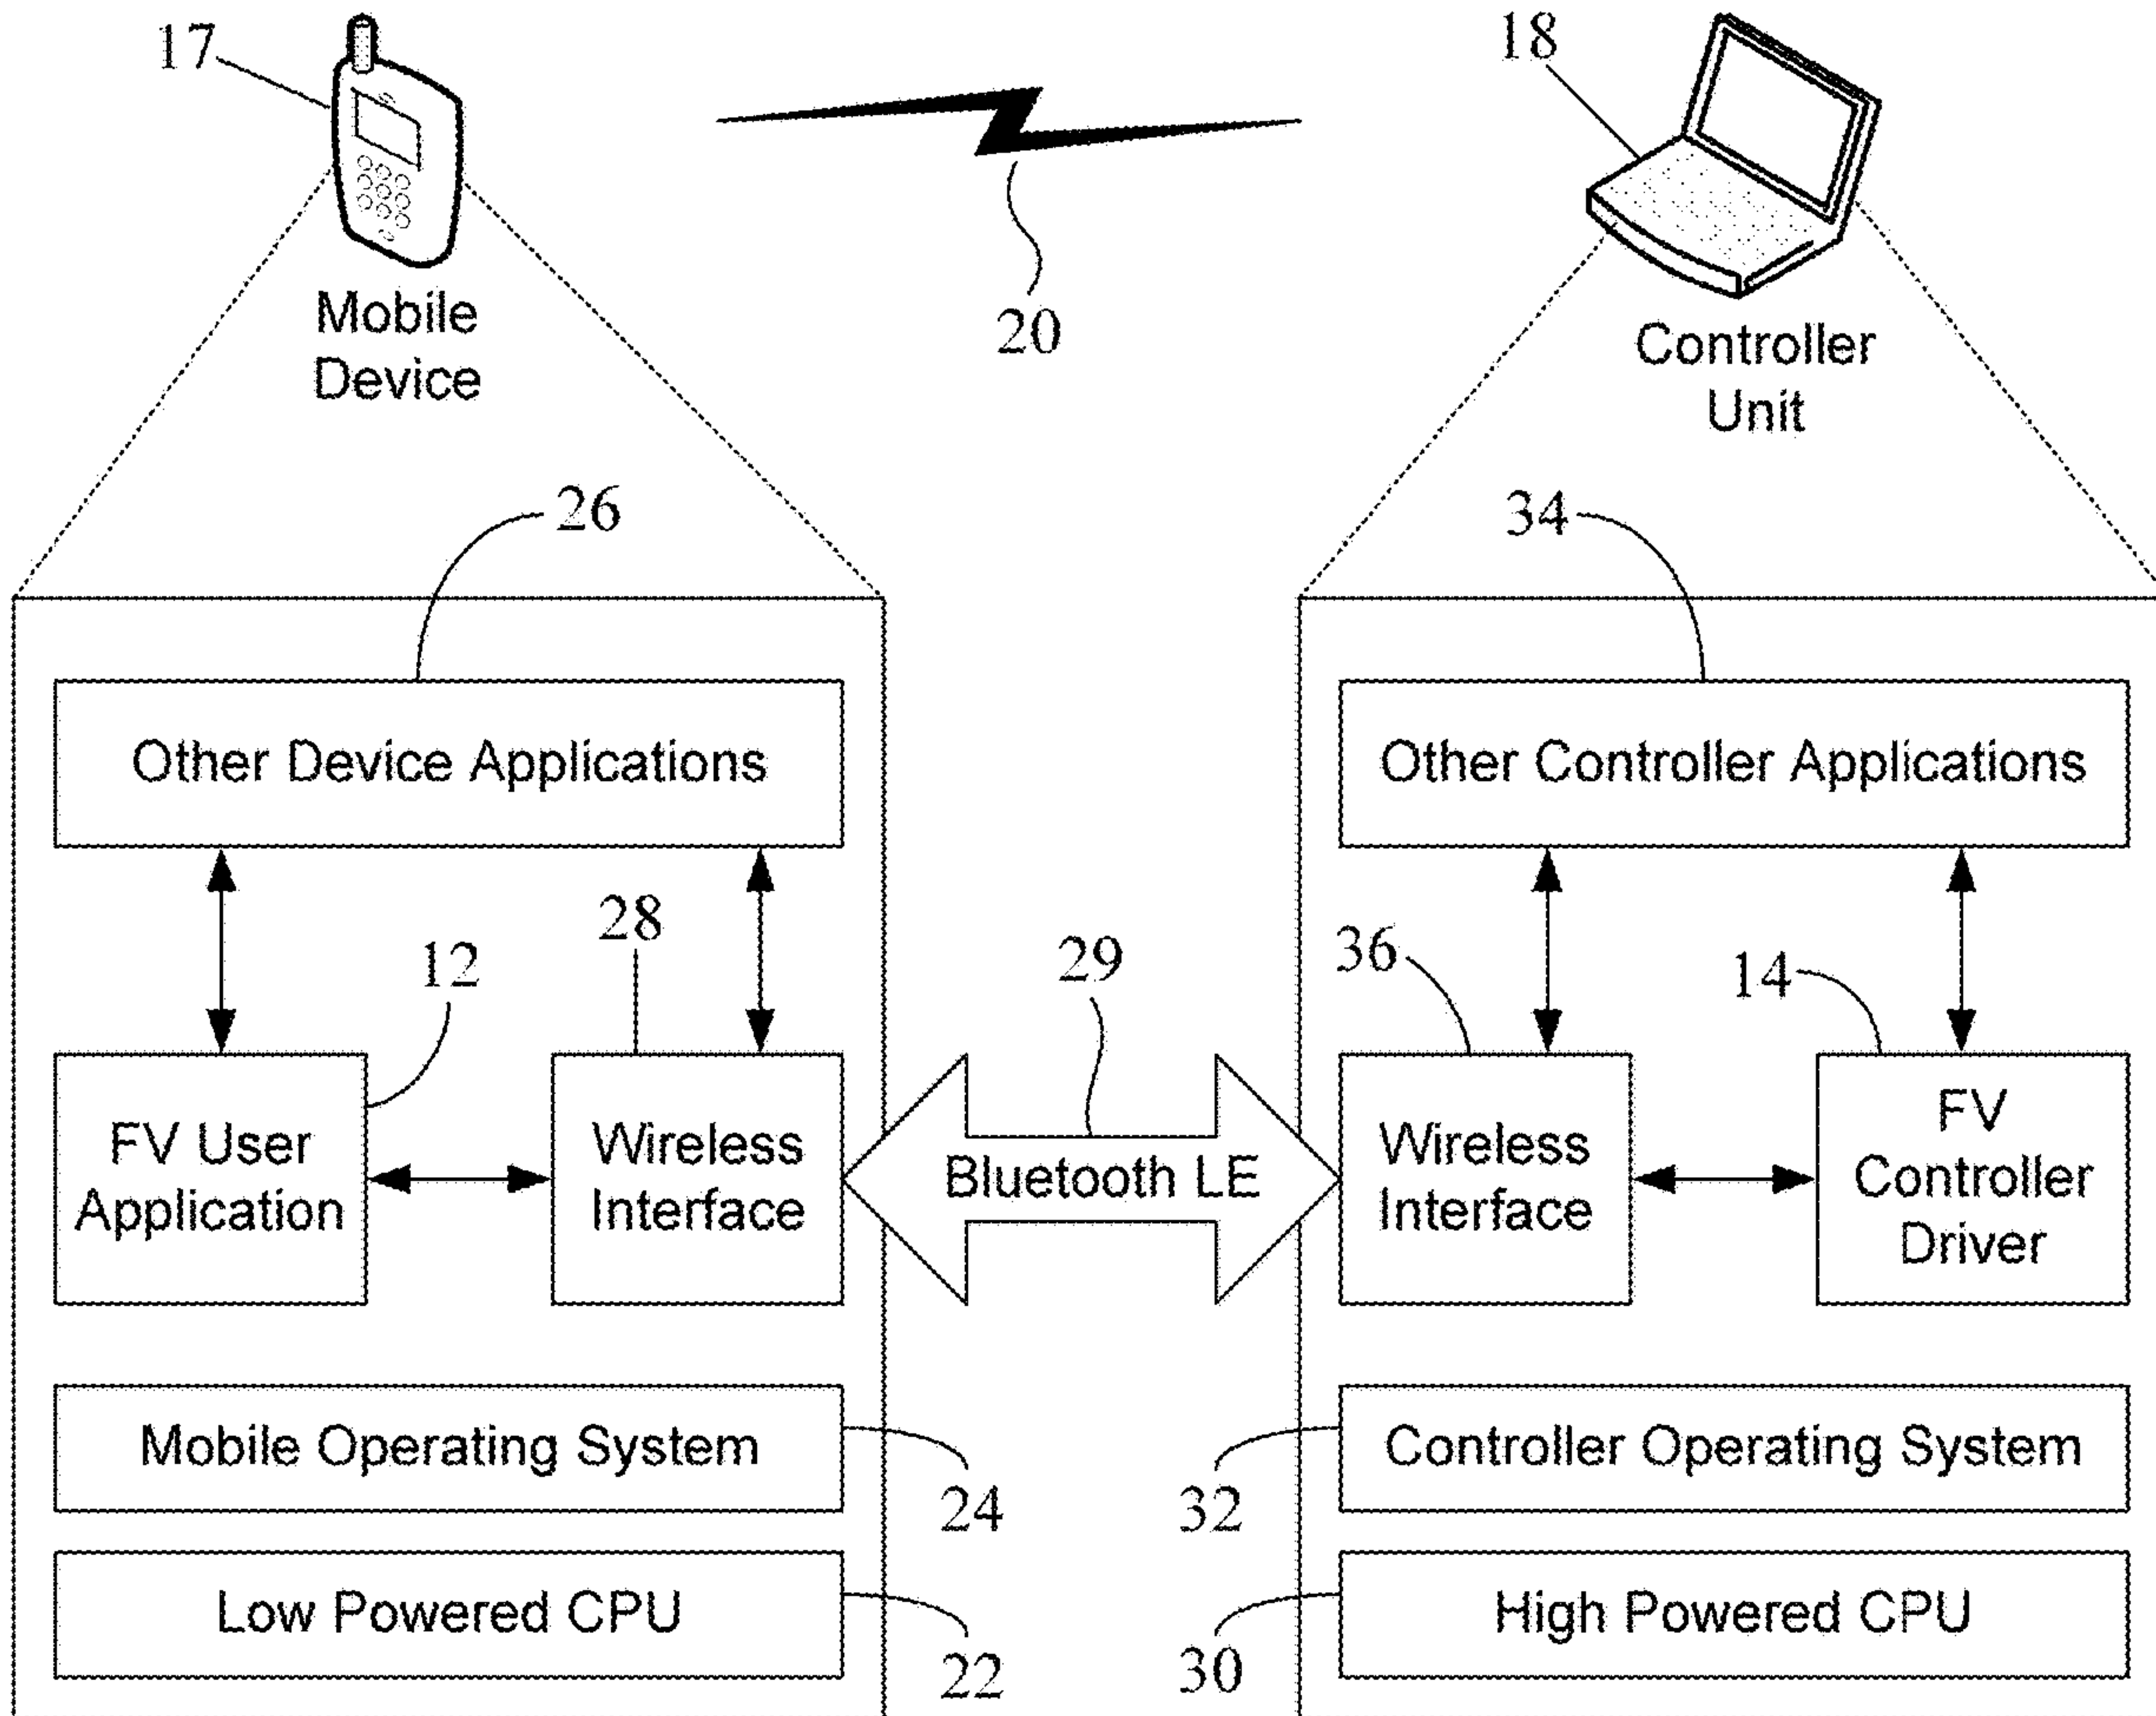 17
18
20
Mobile
Device
Controller
Unit
26
34
Other Device Applications
Other Controller Applications
28
12
29
36
14
FV User
Application
Wireless
Interface
Bluetooth LE
Wireless
Interface
FV
Controller
Driver
Mobile Operating System
Controller Operating System
24
32
Low Powered CPU
High Powered CPU
22
30